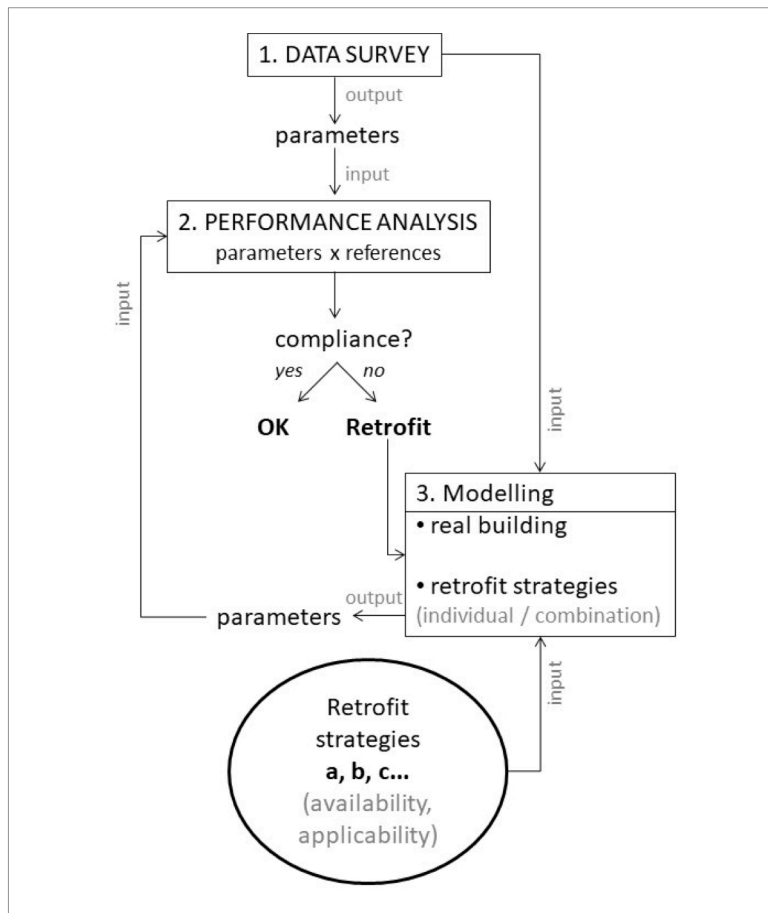 1. DATA SURVEY
output
parameters
input
2. PERFORMANCE ANALYSIS
parameters x references
input
compliance?
yes no
OK Retrofit
input
3. Modelling
• real building
• retrofit strategies
(individual / combination)
output
parameters
input
Retrofit
strategies
a, b, c...
(availability,
applicability)